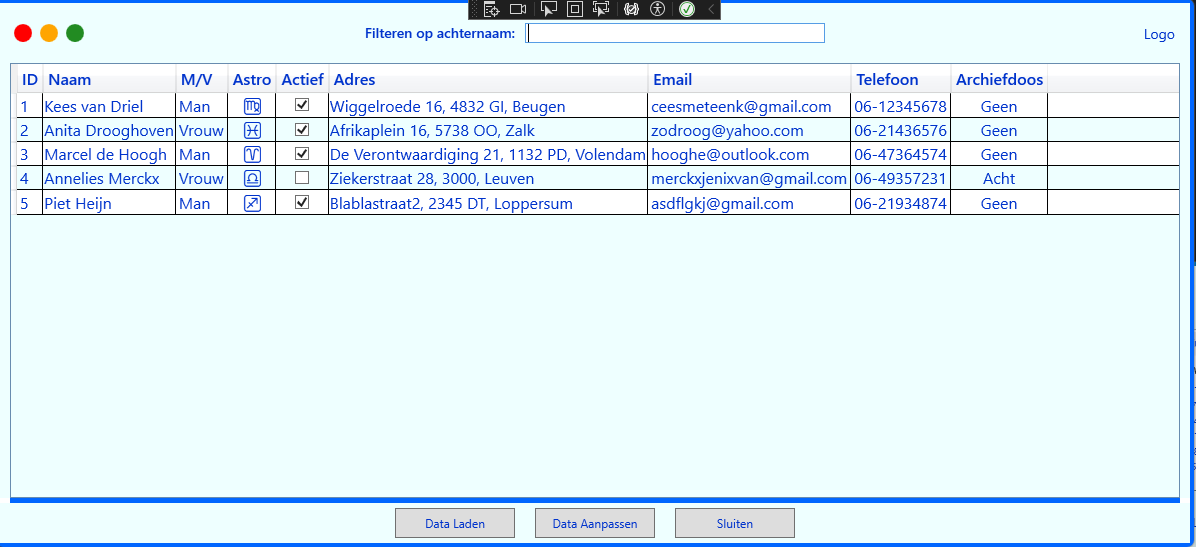 Filteren op achternaam:
Logo
ID Naam M/V Astro Actief Adres Email Telefoon Archiefdoos
1 Kees van Driel Man ♍ Wiggelroede 16, 4832 GI, Beugen ceesmeteenk@gmail.com 06-12345678 Geen
2 Anita Drooghoven Vrouw ♓ Afrikaplein 16, 5738 OO, Zalk zodroog@yahoo.com 06-21436576 Geen
3 Marcel de Hoogh Man ♈ De Verontwaardiging 21, 1132 PD, Volendam hooghe@outlook.com 06-47364574 Geen
4 Annelies Merckx Vrouw ♎ Ziekerstraat 28, 3000, Leuven merckxjenixvan@gmail.com 06-49357231 Acht
5 Piet Heijn Man ♐ Blablastraat2, 2345 DT, Loppersum asdflgkj@gmail.com 06-21934874 Geen
Data Laden Data Aanpassen Sluiten